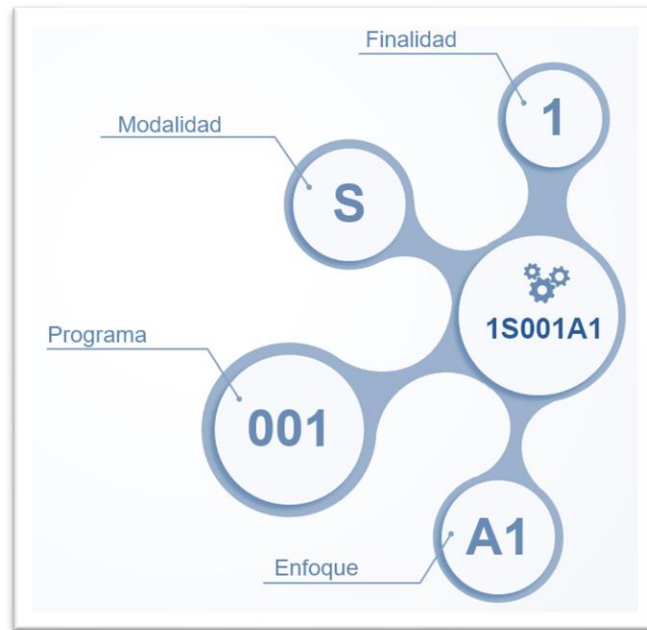 Finalidad
1
Modalidad
S
1S001A1
Programa
001
A1
Enfoque